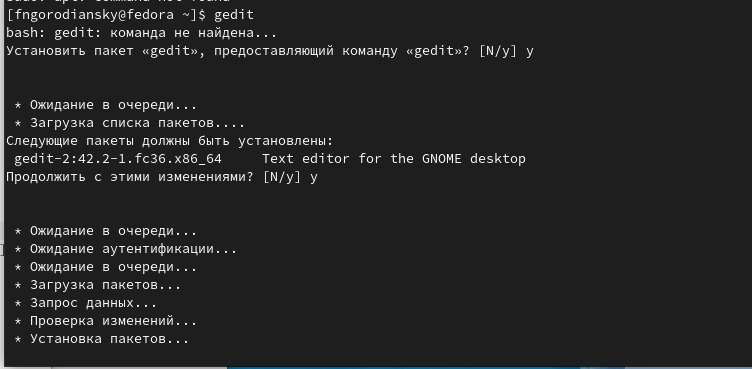 [fngorodiansky@fedora ~]$ gedit
bash: gedit: команда не найдена...
Установить пакет «gedit», предоставляющий команду «gedit»? [N/y] y
* Ожидание в очереди...
* Загрузка списка пакетов....
Следующие пакеты должны быть установлены:
gedit-2:42.2-1.fc36.x86_64     Text editor for the GNOME desktop
Продолжить с этими изменениями? [N/y] y
* Ожидание в очереди...
* Ожидание аутентификации...
* Ожидание в очереди...
* Загрузка пакетов...
* Запрос данных...
* Проверка изменений...
* Установка пакетов...